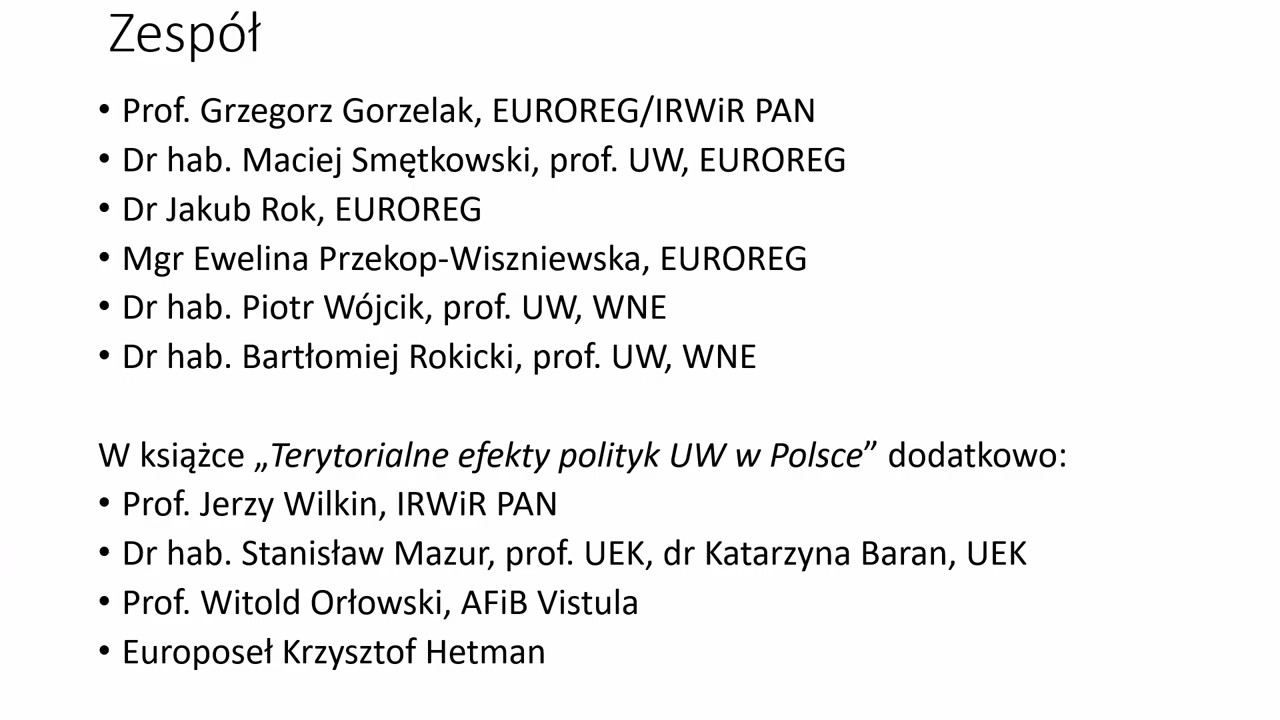 Zespół
• Prof. Grzegorz Gorzelak, EUROREG/IRWiR PAN
• Dr hab. Maciej Smętkowski, prof. UW, EUROREG
• Dr Jakub Rok, EUROREG
• Mgr Ewelina Przekop-Wiszniewska, EUROREG
• Dr hab. Piotr Wójcik, prof. UW, WNE
• Dr hab. Bartłomiej Rokicki, prof. UW, WNE
W książce „Terytorialne efekty polityk UW w Polsce” dodatkowo:
• Prof. Jerzy Wilkin, IRWiR PAN
• Dr hab. Stanisław Mazur, prof. UEK, dr Katarzyna Baran, UEK
• Prof. Witold Orłowski, AFiB Vistula
• Europoseł Krzysztof Hetman